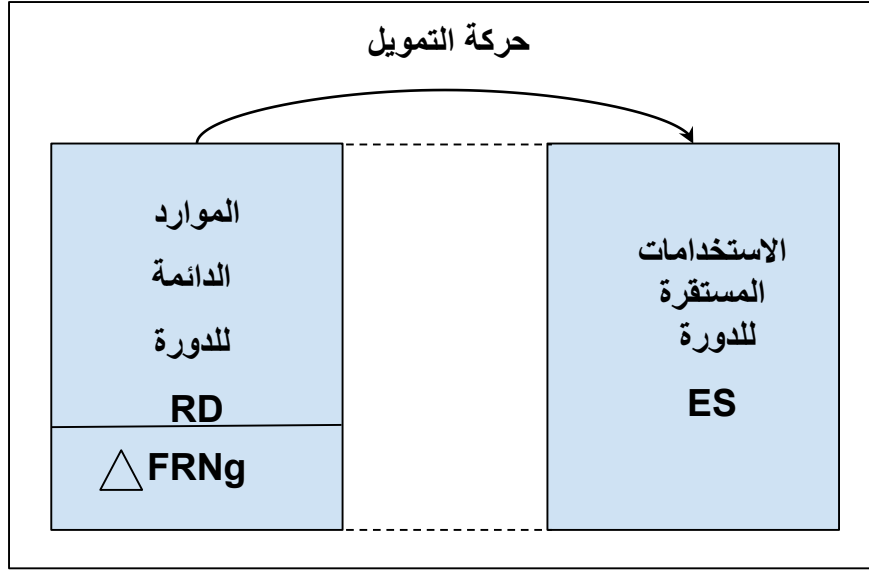 حركة التمويل
الموارد
الدائمة
للدورة
RD
△ FRNg
الاستخدامات
المستقرة
للدورة
ES